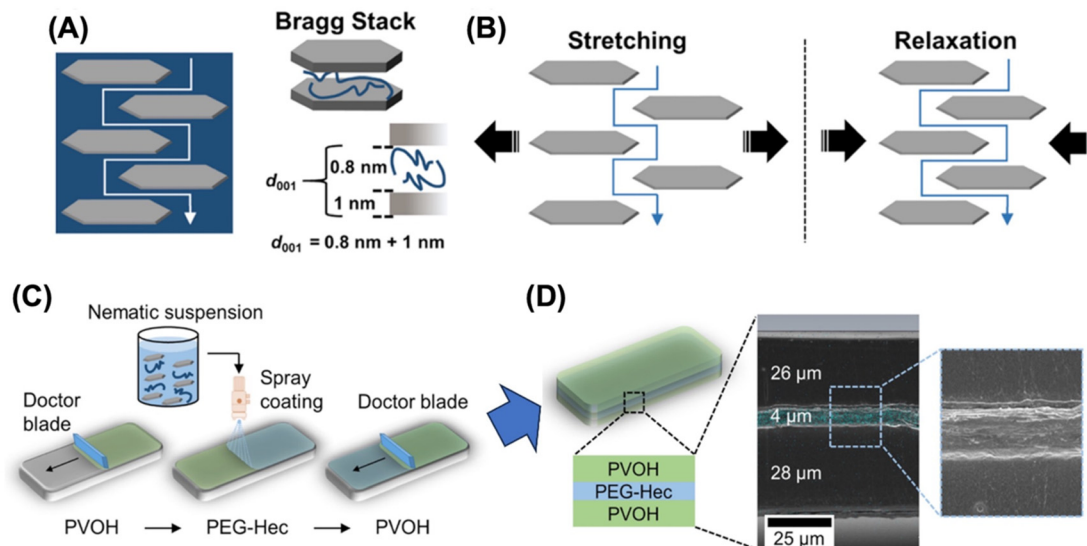 (A)
Bragg Stack
d001
0.8 nm
1 nm
d001 = 0.8 nm + 1 nm
(B)
Stretching
Relaxation
(C)
Nematic suspension
Doctor
blade
Spray
coating
Doctor blade
PVOH
PEG-Hec
PVOH
(D)
PVOH
PEG-Hec
PVOH
26 μm
4 μm
28 μm
25 μm